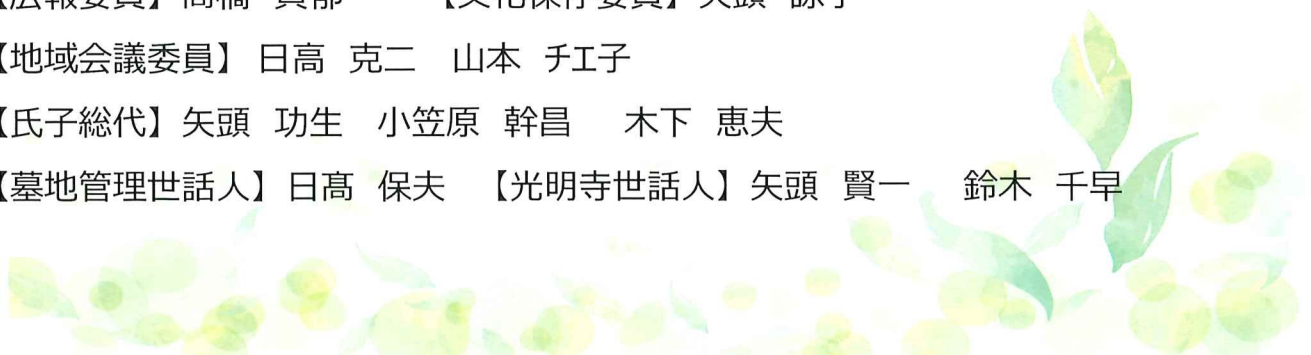 【地域会議委員】 日高 克二 山本 チエ子
【氏子総代】 矢頭 功生 小笠原 幹昌 木下 恵夫
【墓地管理世話人】 日髙 保夫 【光明寺世話人】 矢頭 賢一 鈴木 千早